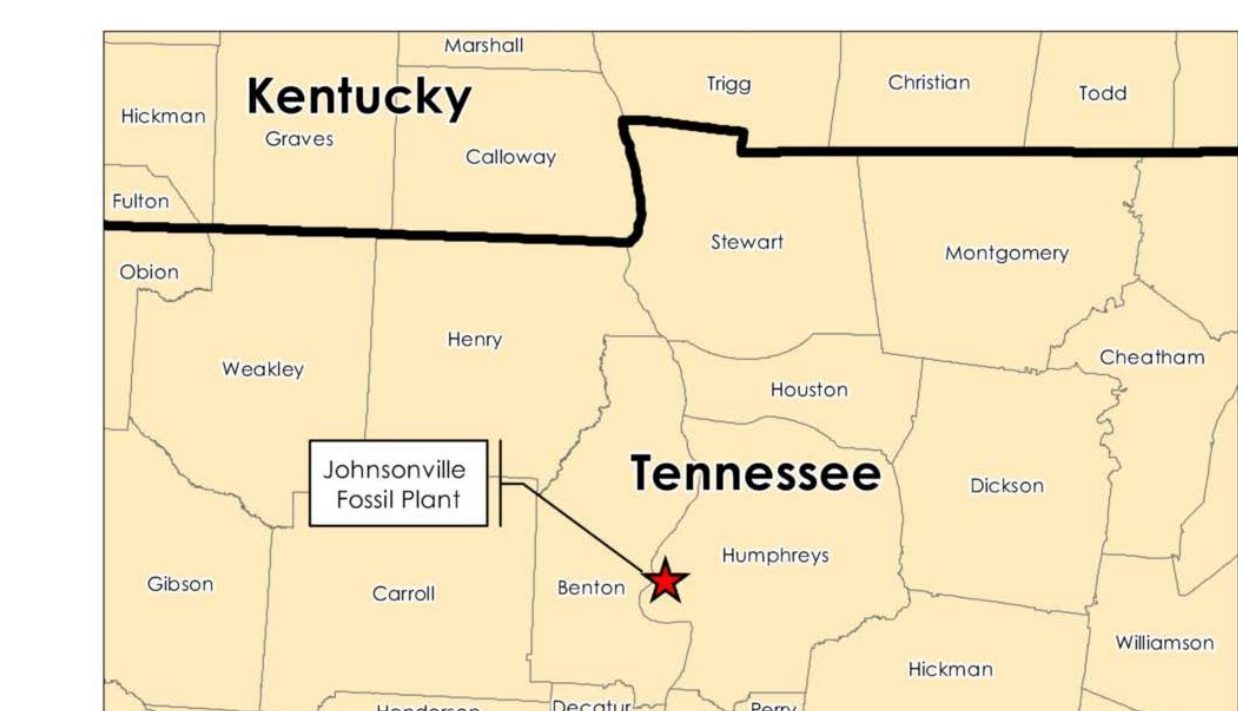 Marshall
Kentucky
Trigg
Christian
Todd
Hickman
Graves
Calloway
Fulton
Stewart
Montgomery
Obion
Henry
Weakley
Cheatham
Houston
Johnsonville
Fossil Plant
Tennessee
Dickson
Humphreys
Gibson
Carroll
Benton
Williamson
Hickman
Henderson
Decatur
Perry